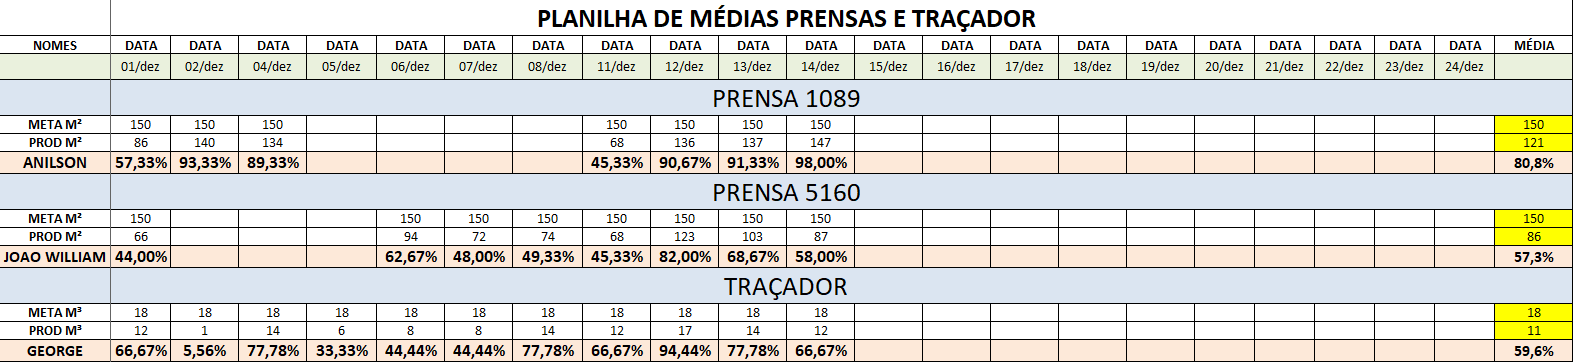 PLANILHA DE MÉDIAS PRENSAS E TRAÇADOR
NOMES DATA DATA DATA DATA DATA DATA DATA DATA DATA DATA DATA DATA DATA DATA DATA DATA DATA DATA DATA DATA MÉDIA
01/dez 02/dez 04/dez 05/dez 06/dez 07/dez 08/dez 11/dez 12/dez 13/dez 14/dez 15/dez 16/dez 17/dez 18/dez 19/dez 20/dez 21/dez 22/dez 23/dez 24/dez
PRENSA 1089
META M² 150 150 150 150 150 150 150 150
PROD M² 86 140 134 68 136 137 147 121
ANILSON 57,33% 93,33% 89,33% 45,33% 90,67% 91,33% 98,00% 80,8%
PRENSA 5160
META M² 150 150 150 150 150 150 150 150 150
PROD M² 66 94 72 74 68 123 103 87 86
JOAO WILLIAM 44,00% 62,67% 48,00% 49,33% 45,33% 82,00% 68,67% 58,00% 57,3%
TRAÇADOR
META M³ 18 18 18 18 18 18 18 18 18 18 18 18
PROD M³ 12 1 14 6 8 8 14 12 17 14 12 11
GEORGE 66,67% 5,56% 77,78% 33,33% 44,44% 44,44% 77,78% 66,67% 94,44% 77,78% 66,67% 59,6%